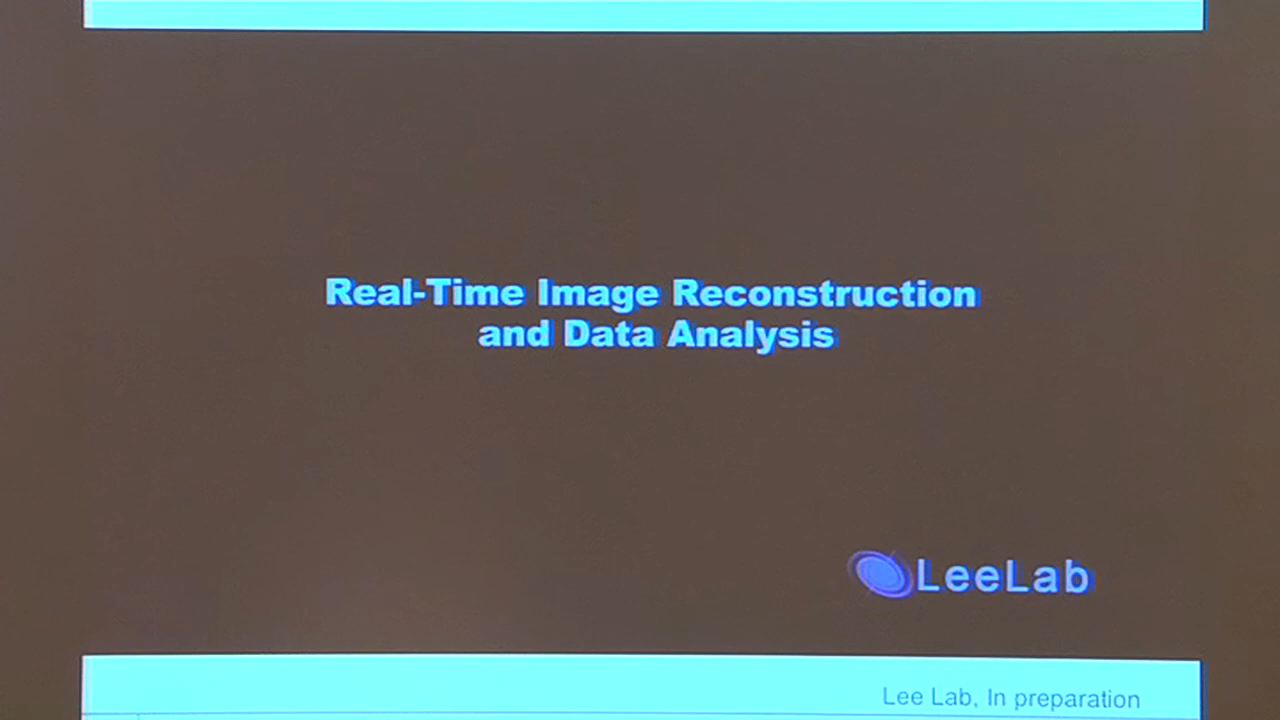 Real-Time Image Reconstruction
and Data Analysis
LeeLab
Lee Lab, In preparation